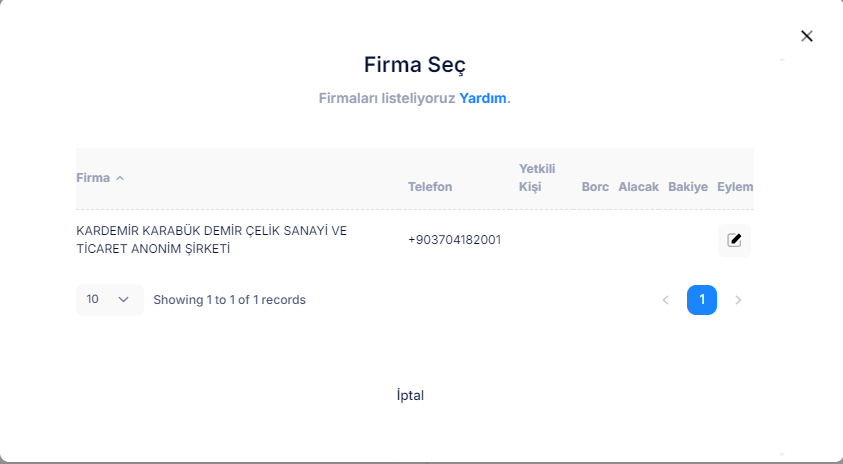 Firma Seç
Firmaları listeliyoruz Yardım.
Firma Telefon Yetkili Kişi Borc Alacak Bakiye Eylem
KARDEMİR KARABÜK DEMİR ÇELİK SANAYİ VE
TİCARET ANONİM ŞİRKETİ
+903704182001
10 Showing 1 to 1 of 1 records 1
İptal